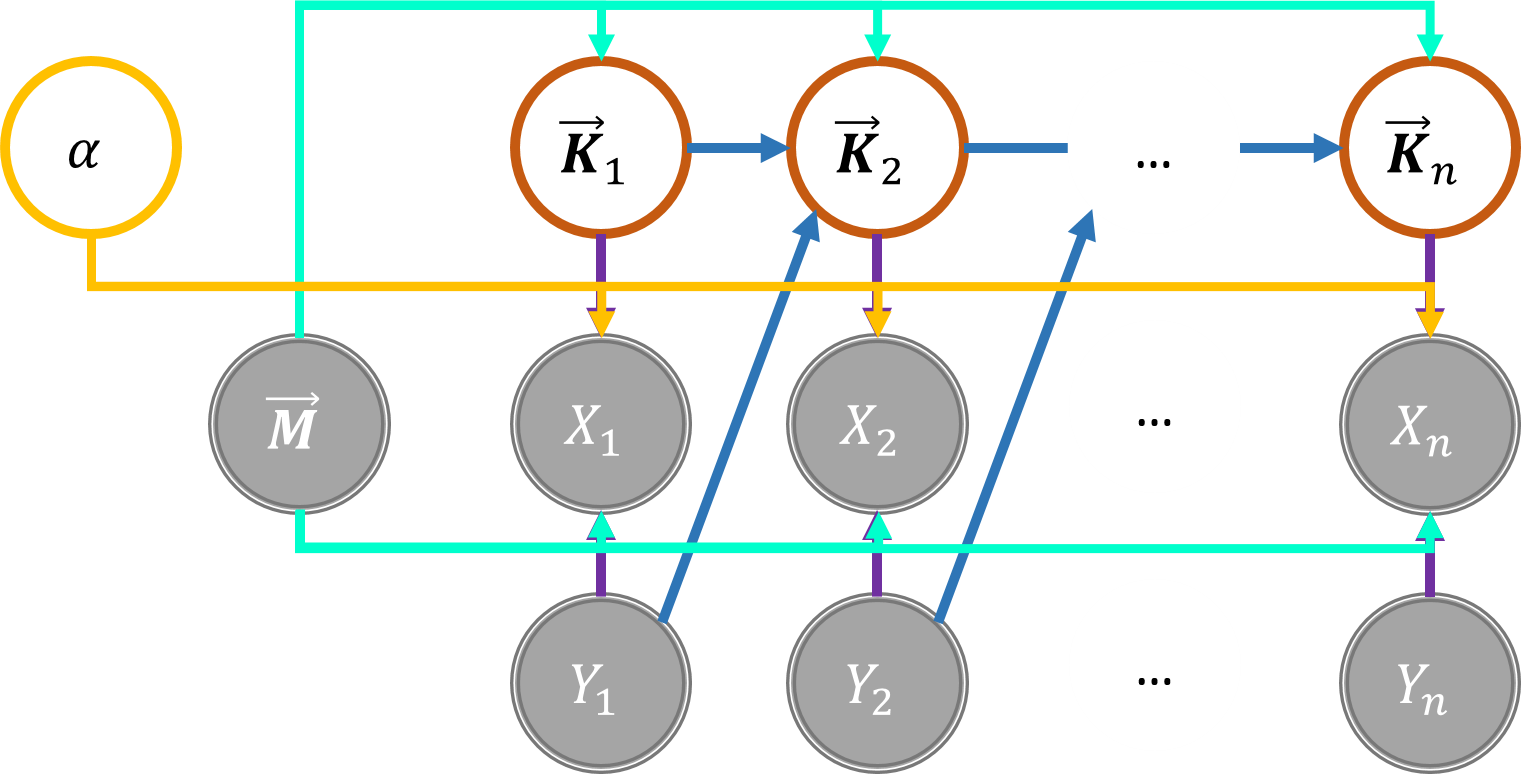 α K⃗₁ K⃗₂ ... K⃗ₙ
M⃗ X₁ X₂ ... Xₙ
Y₁ Y₂ ... Yₙ